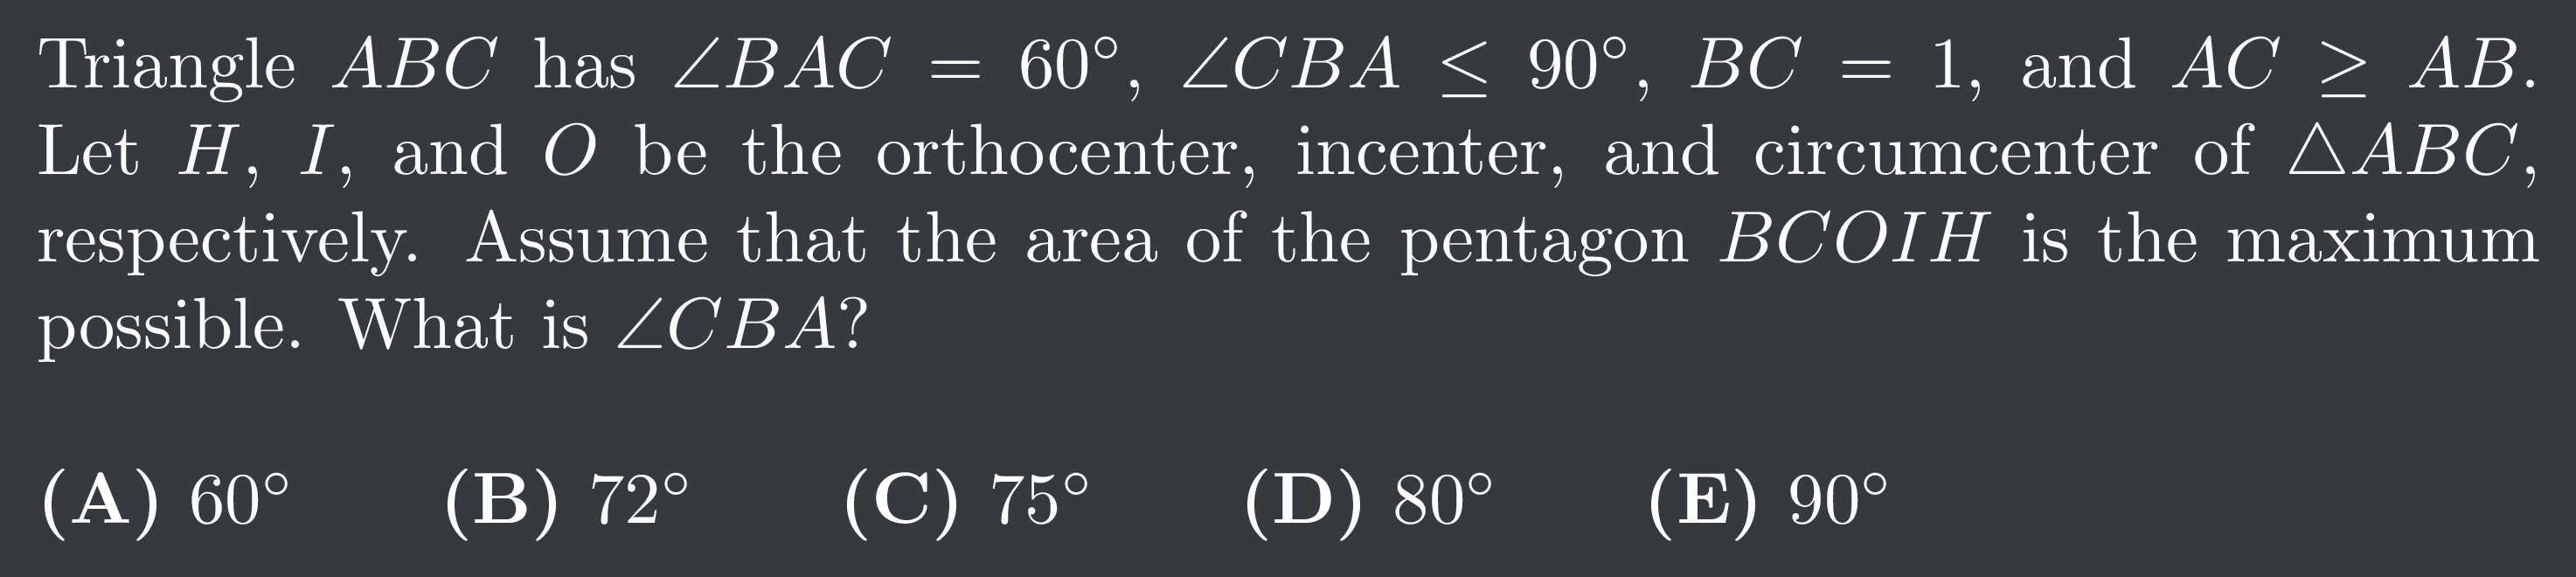 Triangle ABC has ∠BAC = 60°, ∠CBA ≤ 90°, BC = 1, and AC ≥ AB.
Let H, I, and O be the orthocenter, incenter, and circumcenter of △ABC,
respectively. Assume that the area of the pentagon BCOIH is the maximum
possible. What is ∠CBA?
(A) 60° (B) 72° (C) 75° (D) 80° (E) 90°